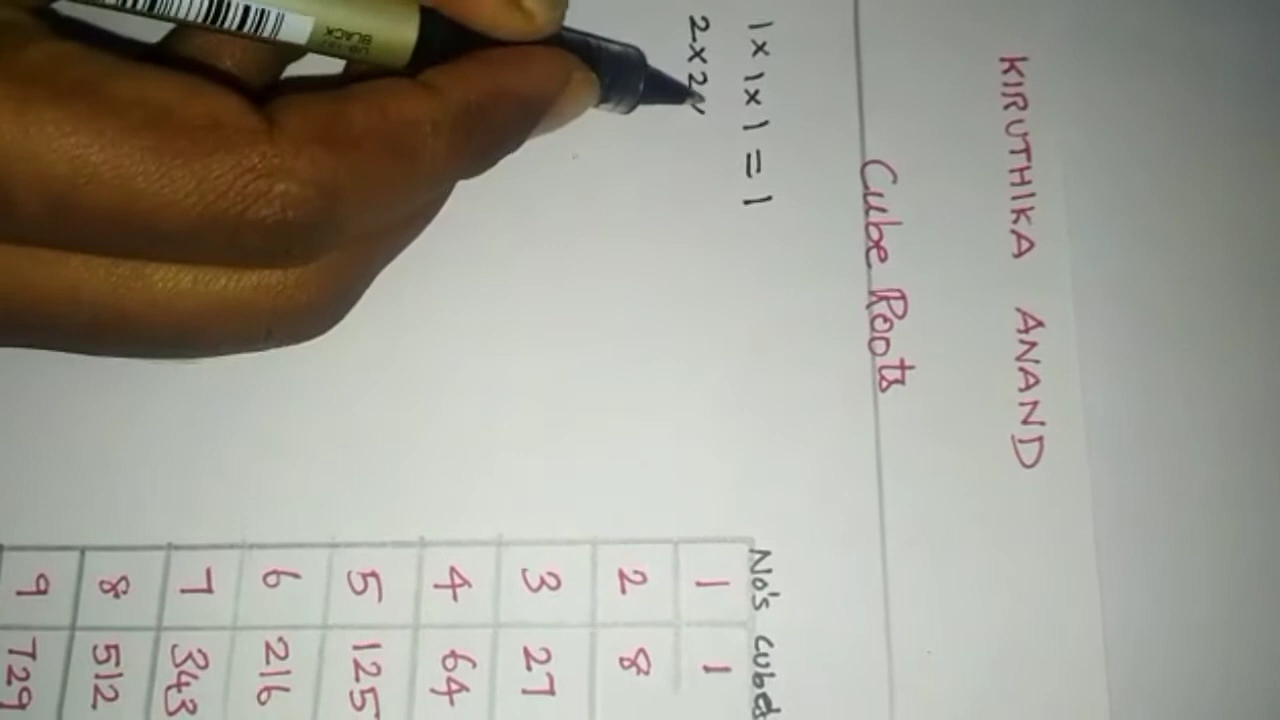 KIRUTHIKA ANAND
Cube Roots
1 x 1 x 1 = 1
2 x 2 x
No's cubed
1 1
2 8
3 27
4 64
5 125
6 216
7 343
8 512
9 729
BLACK